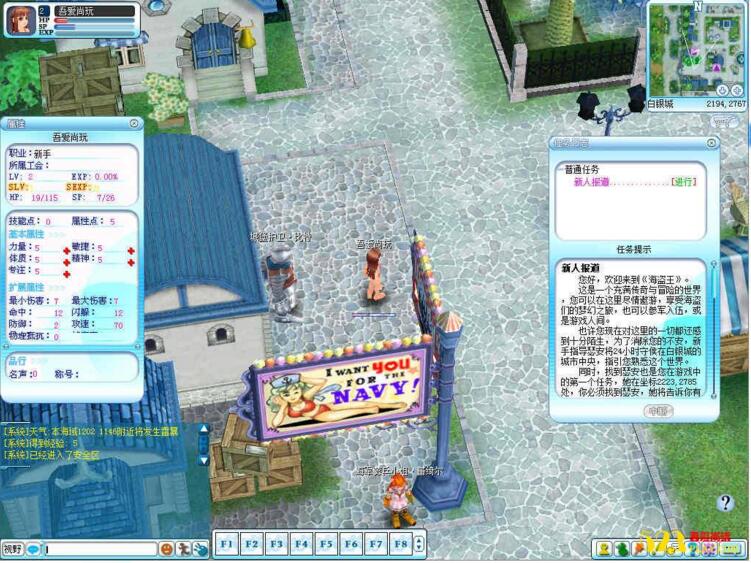 2
吾爱尚玩
HP
SP
EXP
N
白银城
2194, 2767
属性
吾爱尚玩
职业：新手
所属工会：
LV: 2 EXP: 0.00%
SLV: SEXP:
HP: 19/115 SP: 7/26
技能点： 0 属性点： 5
基本属性 >>>
力量： 5 敏捷： 5
体质： 5 精神： 5
专注： 5
扩展属性 >>>
最小伤害： 7 最大伤害： 7
命中： 12 闪躲： 12
防御： 2 攻速： 70
物理抵抗： 0
品行 >>>
名声:0 称号：
[系统]天气:本海域1202 1146附近将发生雷暴
[系统]得到经验: 5
[系统]已经进入了安全区
吾爱尚玩
I WANT YOU
FOR THE
NAVY!
普通任务
新人报道..............[进行]
任务提示
新人报道
您好，欢迎来到《海盗王》。
这是一个充满传奇与冒险的世界
，您可以在这里尽情遨游，享受海盗
们的梦幻之旅，也可以参军入伍，或
是游戏人间。
也许您现在对这里的一切都还感
到十分陌生，为了消除您的不安，新
手指导瑟安将24小时守侯在白银城的
城市中央，指引您熟悉这个世界。
同时，找到瑟安也是您在游戏中
的第一个任务，她在坐标2223,2785
处，你必须找到瑟安，她将告诉你有
中断
?
视野
F1 F2 F3 F4 F5 F6 F7 F8